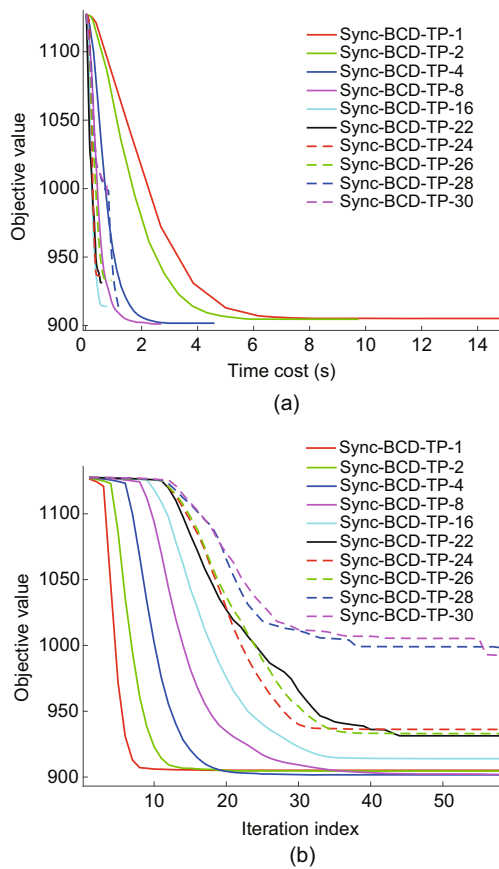 1100
1050
1000
950
900
Objective value
0
2
4
6
8
10
12
14
Time cost (s)
Sync-BCD-TP-1
Sync-BCD-TP-2
Sync-BCD-TP-4
Sync-BCD-TP-8
Sync-BCD-TP-16
Sync-BCD-TP-22
Sync-BCD-TP-24
Sync-BCD-TP-26
Sync-BCD-TP-28
Sync-BCD-TP-30
(a)
Sync-BCD-TP-1
Sync-BCD-TP-2
Sync-BCD-TP-4
Sync-BCD-TP-8
Sync-BCD-TP-16
Sync-BCD-TP-22
Sync-BCD-TP-24
Sync-BCD-TP-26
Sync-BCD-TP-28
Sync-BCD-TP-30
1100
1050
1000
950
900
Objective value
10
20
30
40
50
Iteration index
(b)